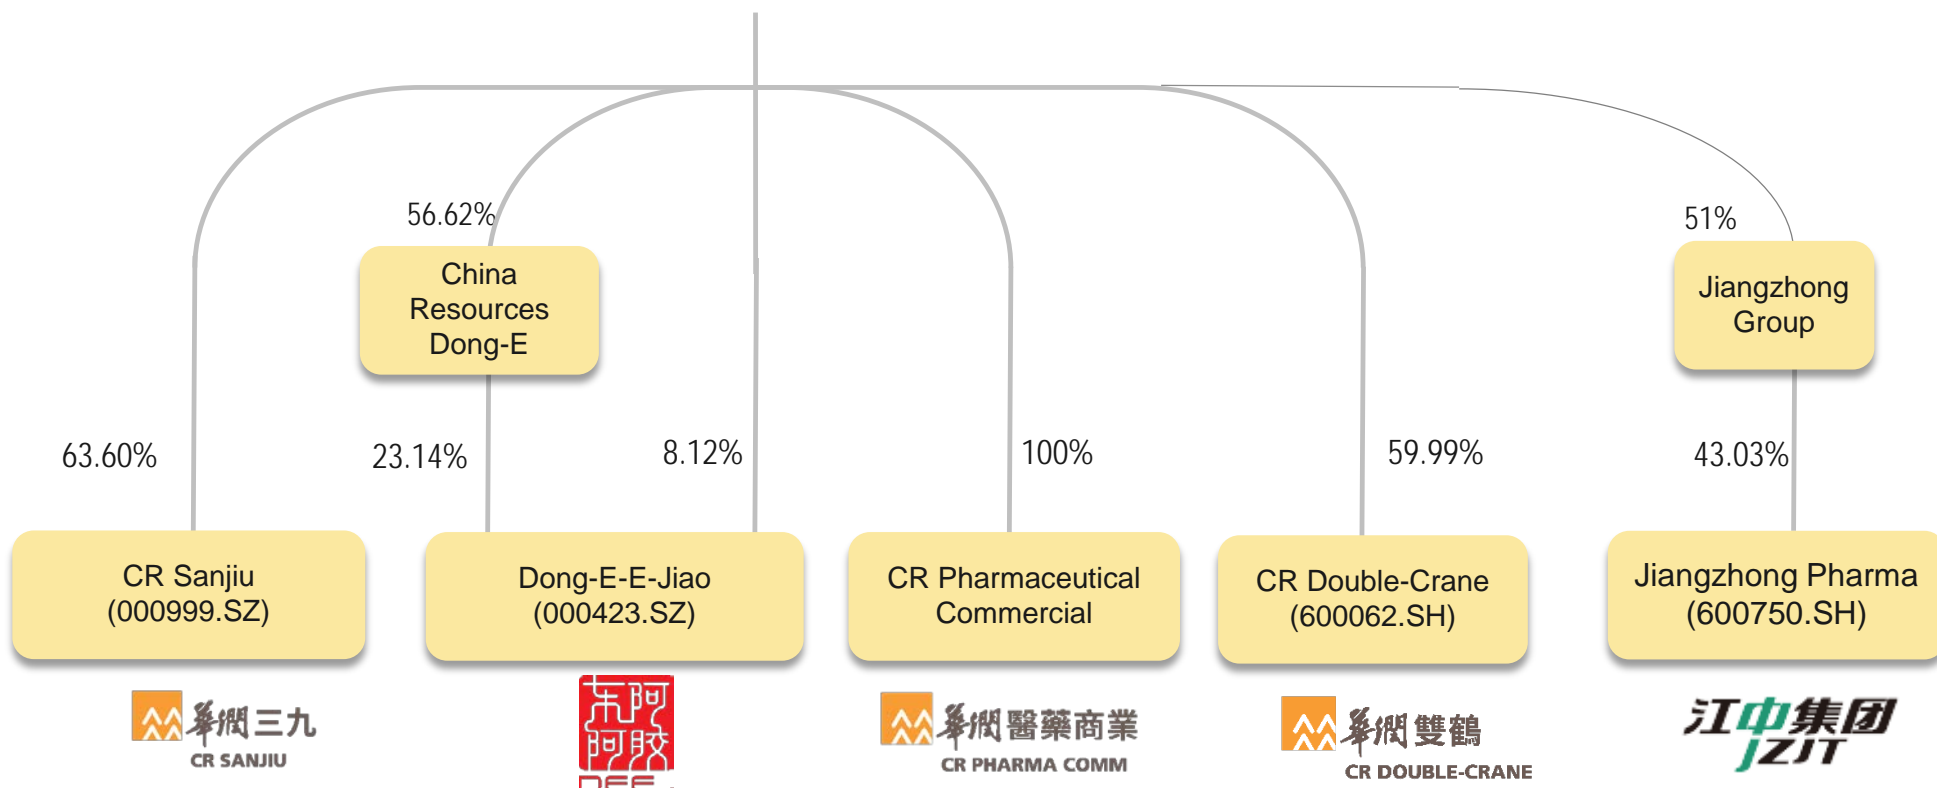 56.62%
51%
China
Resources
Dong-E
Jiangzhong
Group
63.60%
23.14%
8.12%
100%
59.99%
43.03%
CR Sanjiu
(000999.SZ)
Dong-E-E-Jiao
(000423.SZ)
CR Pharmaceutical
Commercial
CR Double-Crane
(600062.SH)
Jiangzhong Pharma
(600750.SH)
華潤三九
CR SANJIU
东阿
阿胶
華潤醫藥商業
CR PHARMA COMM
華潤雙鶴
CR DOUBLE-CRANE
江中集团
JZJT